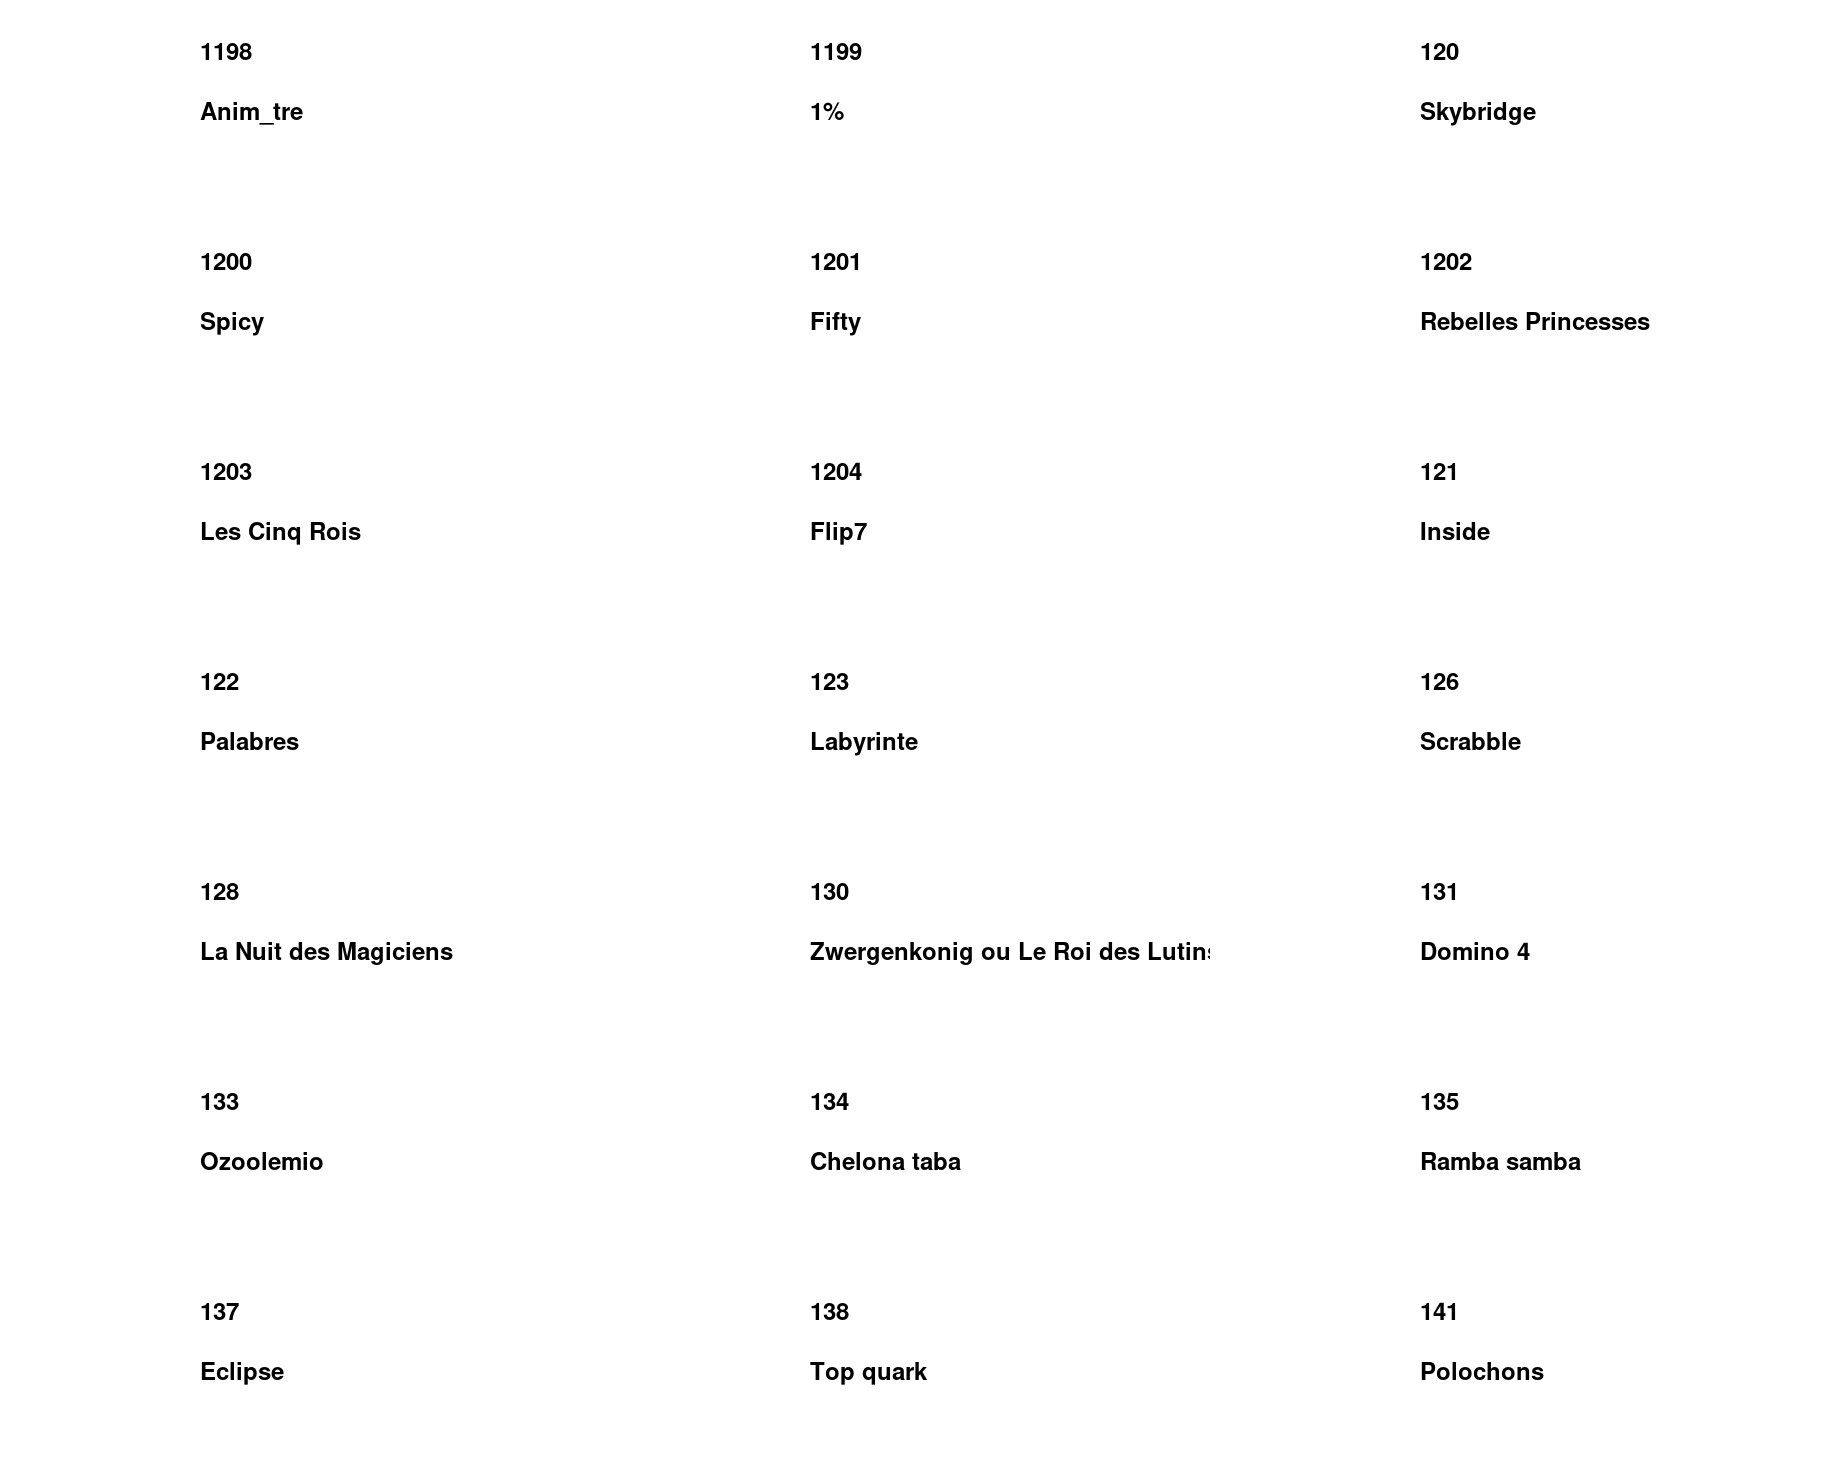 1198 1199 120
Anim_tre 1% Skybridge
1200 1201 1202
Spicy Fifty Rebelles Princesses
1203 1204 121
Les Cinq Rois Flip7 Inside
122 123 126
Palabres Labyrinte Scrabble
128 130 131
La Nuit des Magiciens Zwergenkonig ou Le Roi des Lutins Domino 4
133 134 135
Ozoolemio Chelona taba Ramba samba
137 138 141
Eclipse Top quark Polochons